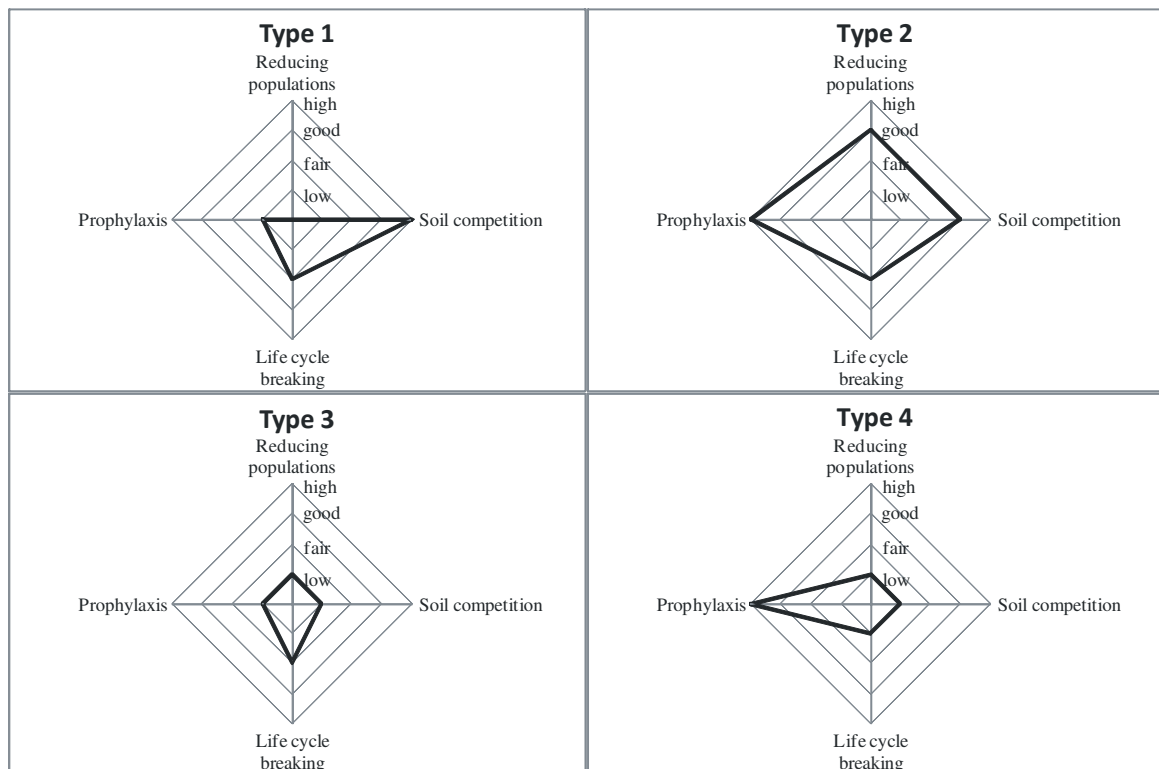 Type 1
Reducing
populations
high
good
fair
low
Prophylaxis
Soil competition
Life cycle
breaking
Type 2
Reducing
populations
high
good
fair
low
Prophylaxis
Soil competition
Life cycle
breaking
Type 3
Reducing
populations
high
good
fair
low
Prophylaxis
Soil competition
Life cycle
breaking
Type 4
Reducing
populations
high
good
fair
low
Prophylaxis
Soil competition
Life cycle
breaking